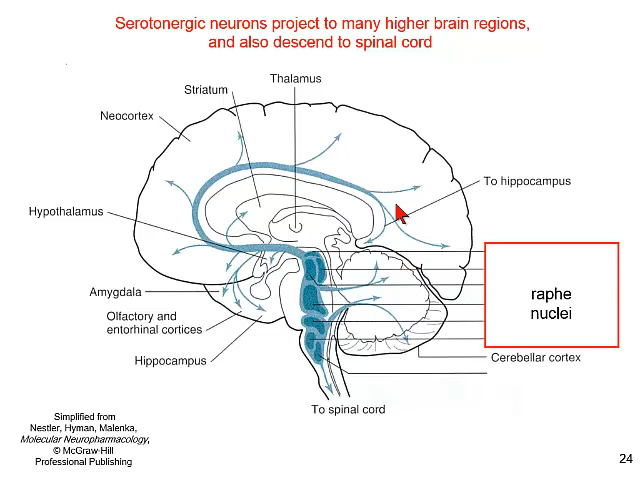 Serotonergic neurons project to many higher brain regions,
and also descend to spinal cord
Thalamus
Striatum
Neocortex
To hippocampus
Hypothalamus
raphe
nuclei
Amygdala
Olfactory and
entorhinal cortices
Hippocampus
Cerebellar cortex
To spinal cord
Simplified from
Nestler, Hyman, Malenka,
Molecular Neuropharmacology,
© McGraw-Hill
Professional Publishing
24